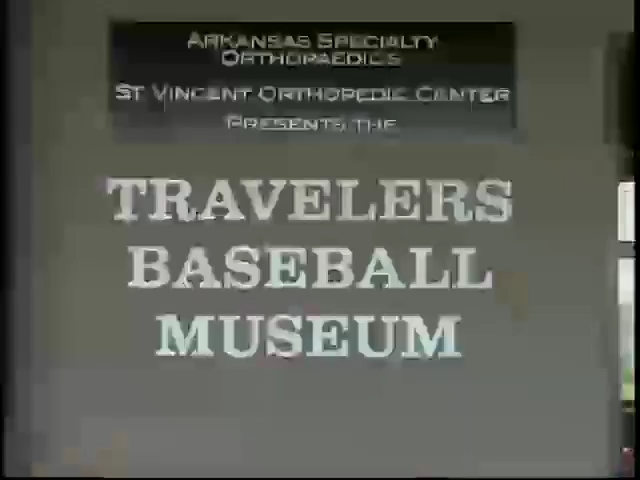 ARKANSAS SPECIALTY
ORTHOPAEDICS
ST VINCENT ORTHOPEDIC CENTER
PRESENTS THE
TRAVELERS
BASEBALL
MUSEUM